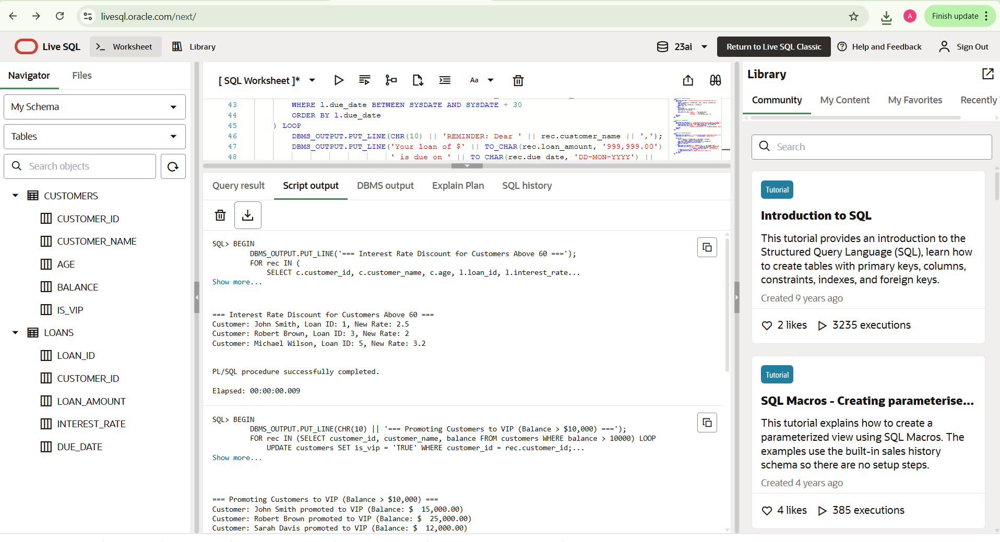 livesql.oracle.com/next/
A
Finish update
Live SQL
Worksheet
Library
23ai
Return to Live SQL Classic
Help and Feedback
Sign Out
Navigator
Files
My Schema
Tables
Search objects
CUSTOMERS
CUSTOMER_ID
CUSTOMER_NAME
AGE
BALANCE
IS_VIP
LOANS
LOAN_ID
CUSTOMER_ID
LOAN_AMOUNT
INTEREST_RATE
DUE_DATE
[ SQL Worksheet ]*
Aa
43 WHERE l.due_date BETWEEN SYSDATE AND SYSDATE + 30
44 ORDER BY l.due_date
45 ) LOOP
46 DBMS_OUTPUT.PUT_LINE(CHR(10) || 'REMINDER: Dear ' || rec.customer_name || ',');
47 DBMS_OUTPUT.PUT_LINE('Your loan of $' || TO_CHAR(rec.loan_amount, '999,999.00')
48 ' is due on ' || TO_CHAR(rec.due_date, 'DD-MON-YYYY') ||
Query result
Script output
DBMS output
Explain Plan
SQL history
SQL> BEGIN
DBMS_OUTPUT.PUT_LINE('=== Interest Rate Discount for Customers Above 60 ===');
FOR rec IN (
SELECT c.customer_id, c.customer_name, c.age, l.loan_id, l.interest_rate...
Show more...
=== Interest Rate Discount for Customers Above 60 ===
Customer: John Smith, Loan ID: 1, New Rate: 2.5
Customer: Robert Brown, Loan ID: 3, New Rate: 2
Customer: Michael Wilson, Loan ID: 5, New Rate: 3.2
PL/SQL procedure successfully completed.
Elapsed: 00:00:00.009
SQL> BEGIN
DBMS_OUTPUT.PUT_LINE(CHR(10) || '=== Promoting Customers to VIP (Balance > $10,000) ===');
FOR rec IN (SELECT customer_id, customer_name, balance FROM customers WHERE balance > 10000) LOOP
UPDATE customers SET is_vip = 'TRUE' WHERE customer_id = rec.customer_id;...
Show more...
=== Promoting Customers to VIP (Balance > $10,000) ===
Customer: John Smith promoted to VIP (Balance: $  15,000.00)
Customer: Robert Brown promoted to VIP (Balance: $  25,000.00)
Customer: Sarah Davis promoted to VIP (Balance: $  12,000.00)
Library
Community
My Content
My Favorites
Recently
Search
Tutorial
Introduction to SQL
This tutorial provides an introduction to the
Structured Query Language (SQL), learn how
to create tables with primary keys, columns,
constraints, indexes, and foreign keys.
Created 9 years ago
2 likes
3235 executions
Tutorial
SQL Macros - Creating parameterise...
This tutorial explains how to create a
parameterized view using SQL Macros. The
examples use the built-in sales history
schema so there are no setup steps.
Created 4 years ago
4 likes
385 executions